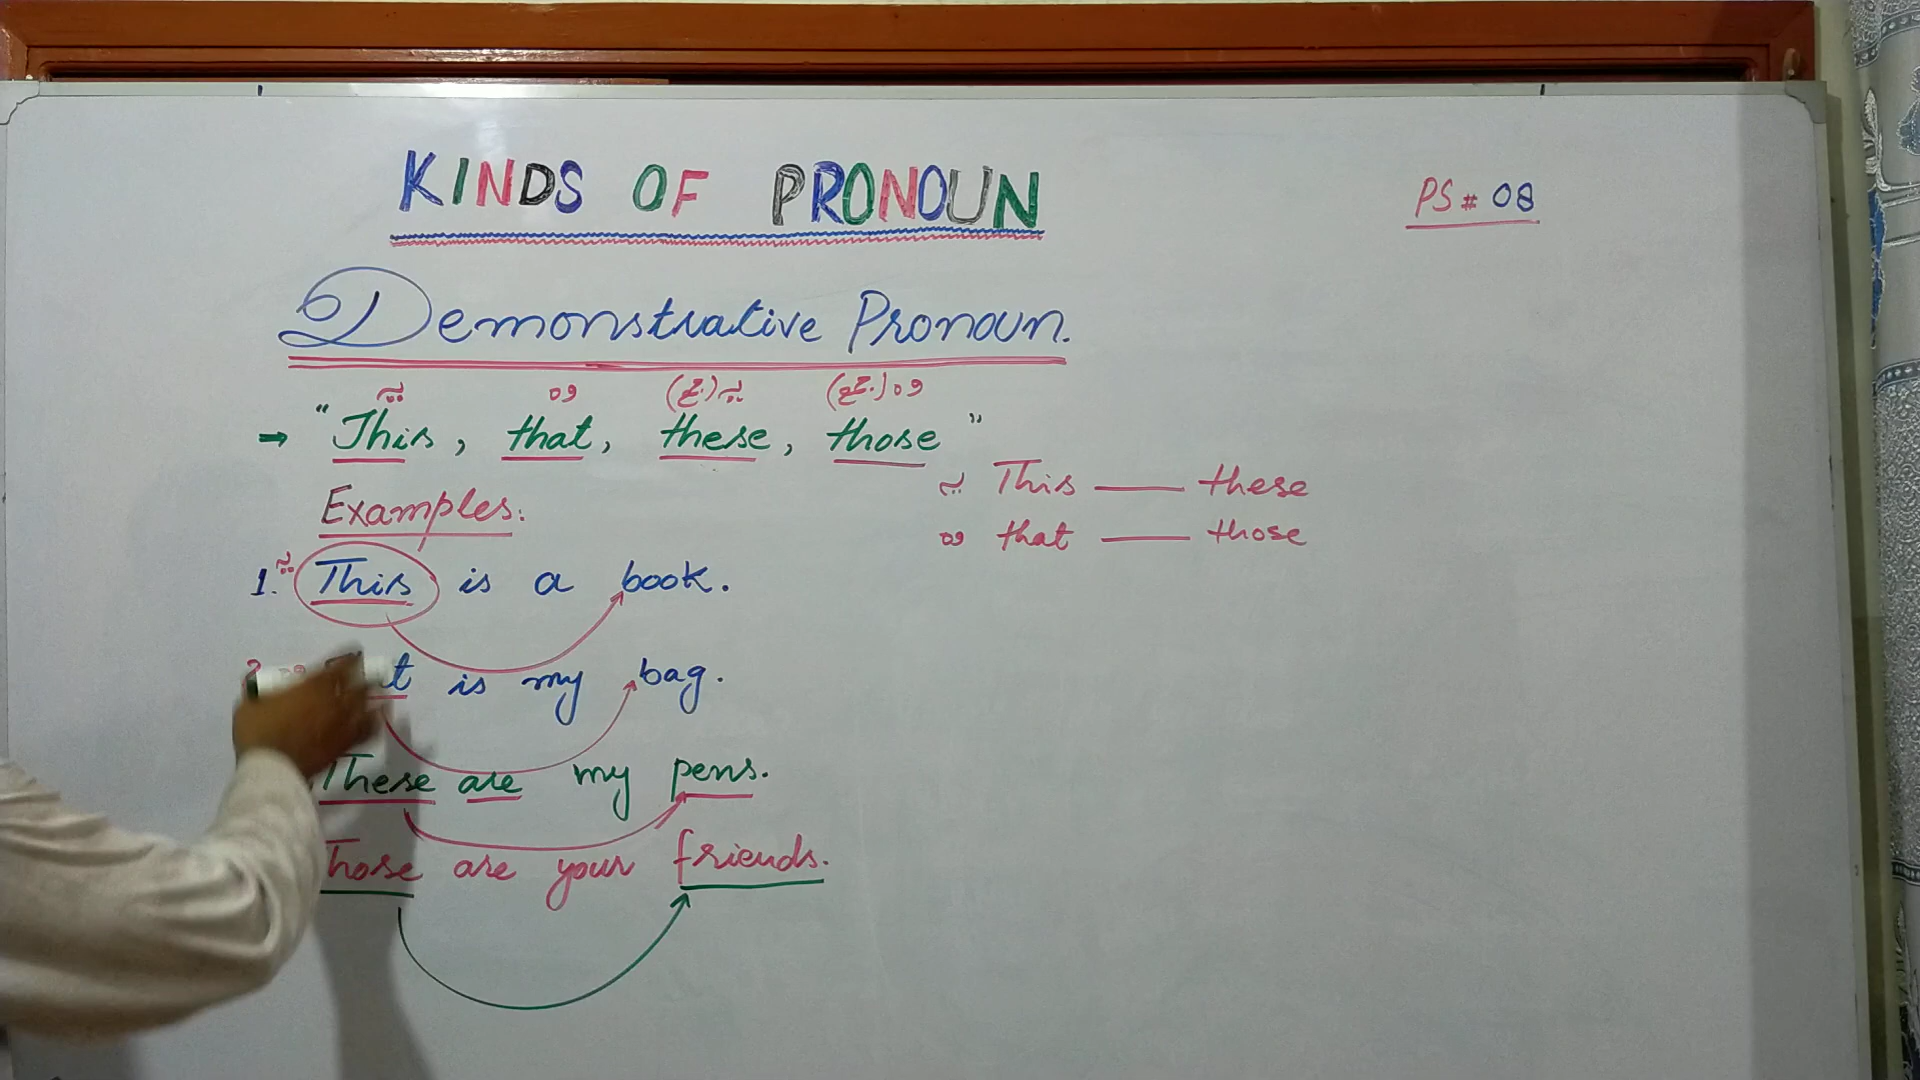 KINDS OF PRONOUN
PS # 08
Demonstrative Pronoun.
یہ وہ یہ (جمع) وہ (جمع)
→ "This, that, these, those"
یہ This —— these
وہ that —— those
Examples:
1. یہ This is a book.
is my bag.
These are my pens.
Those are your friends.